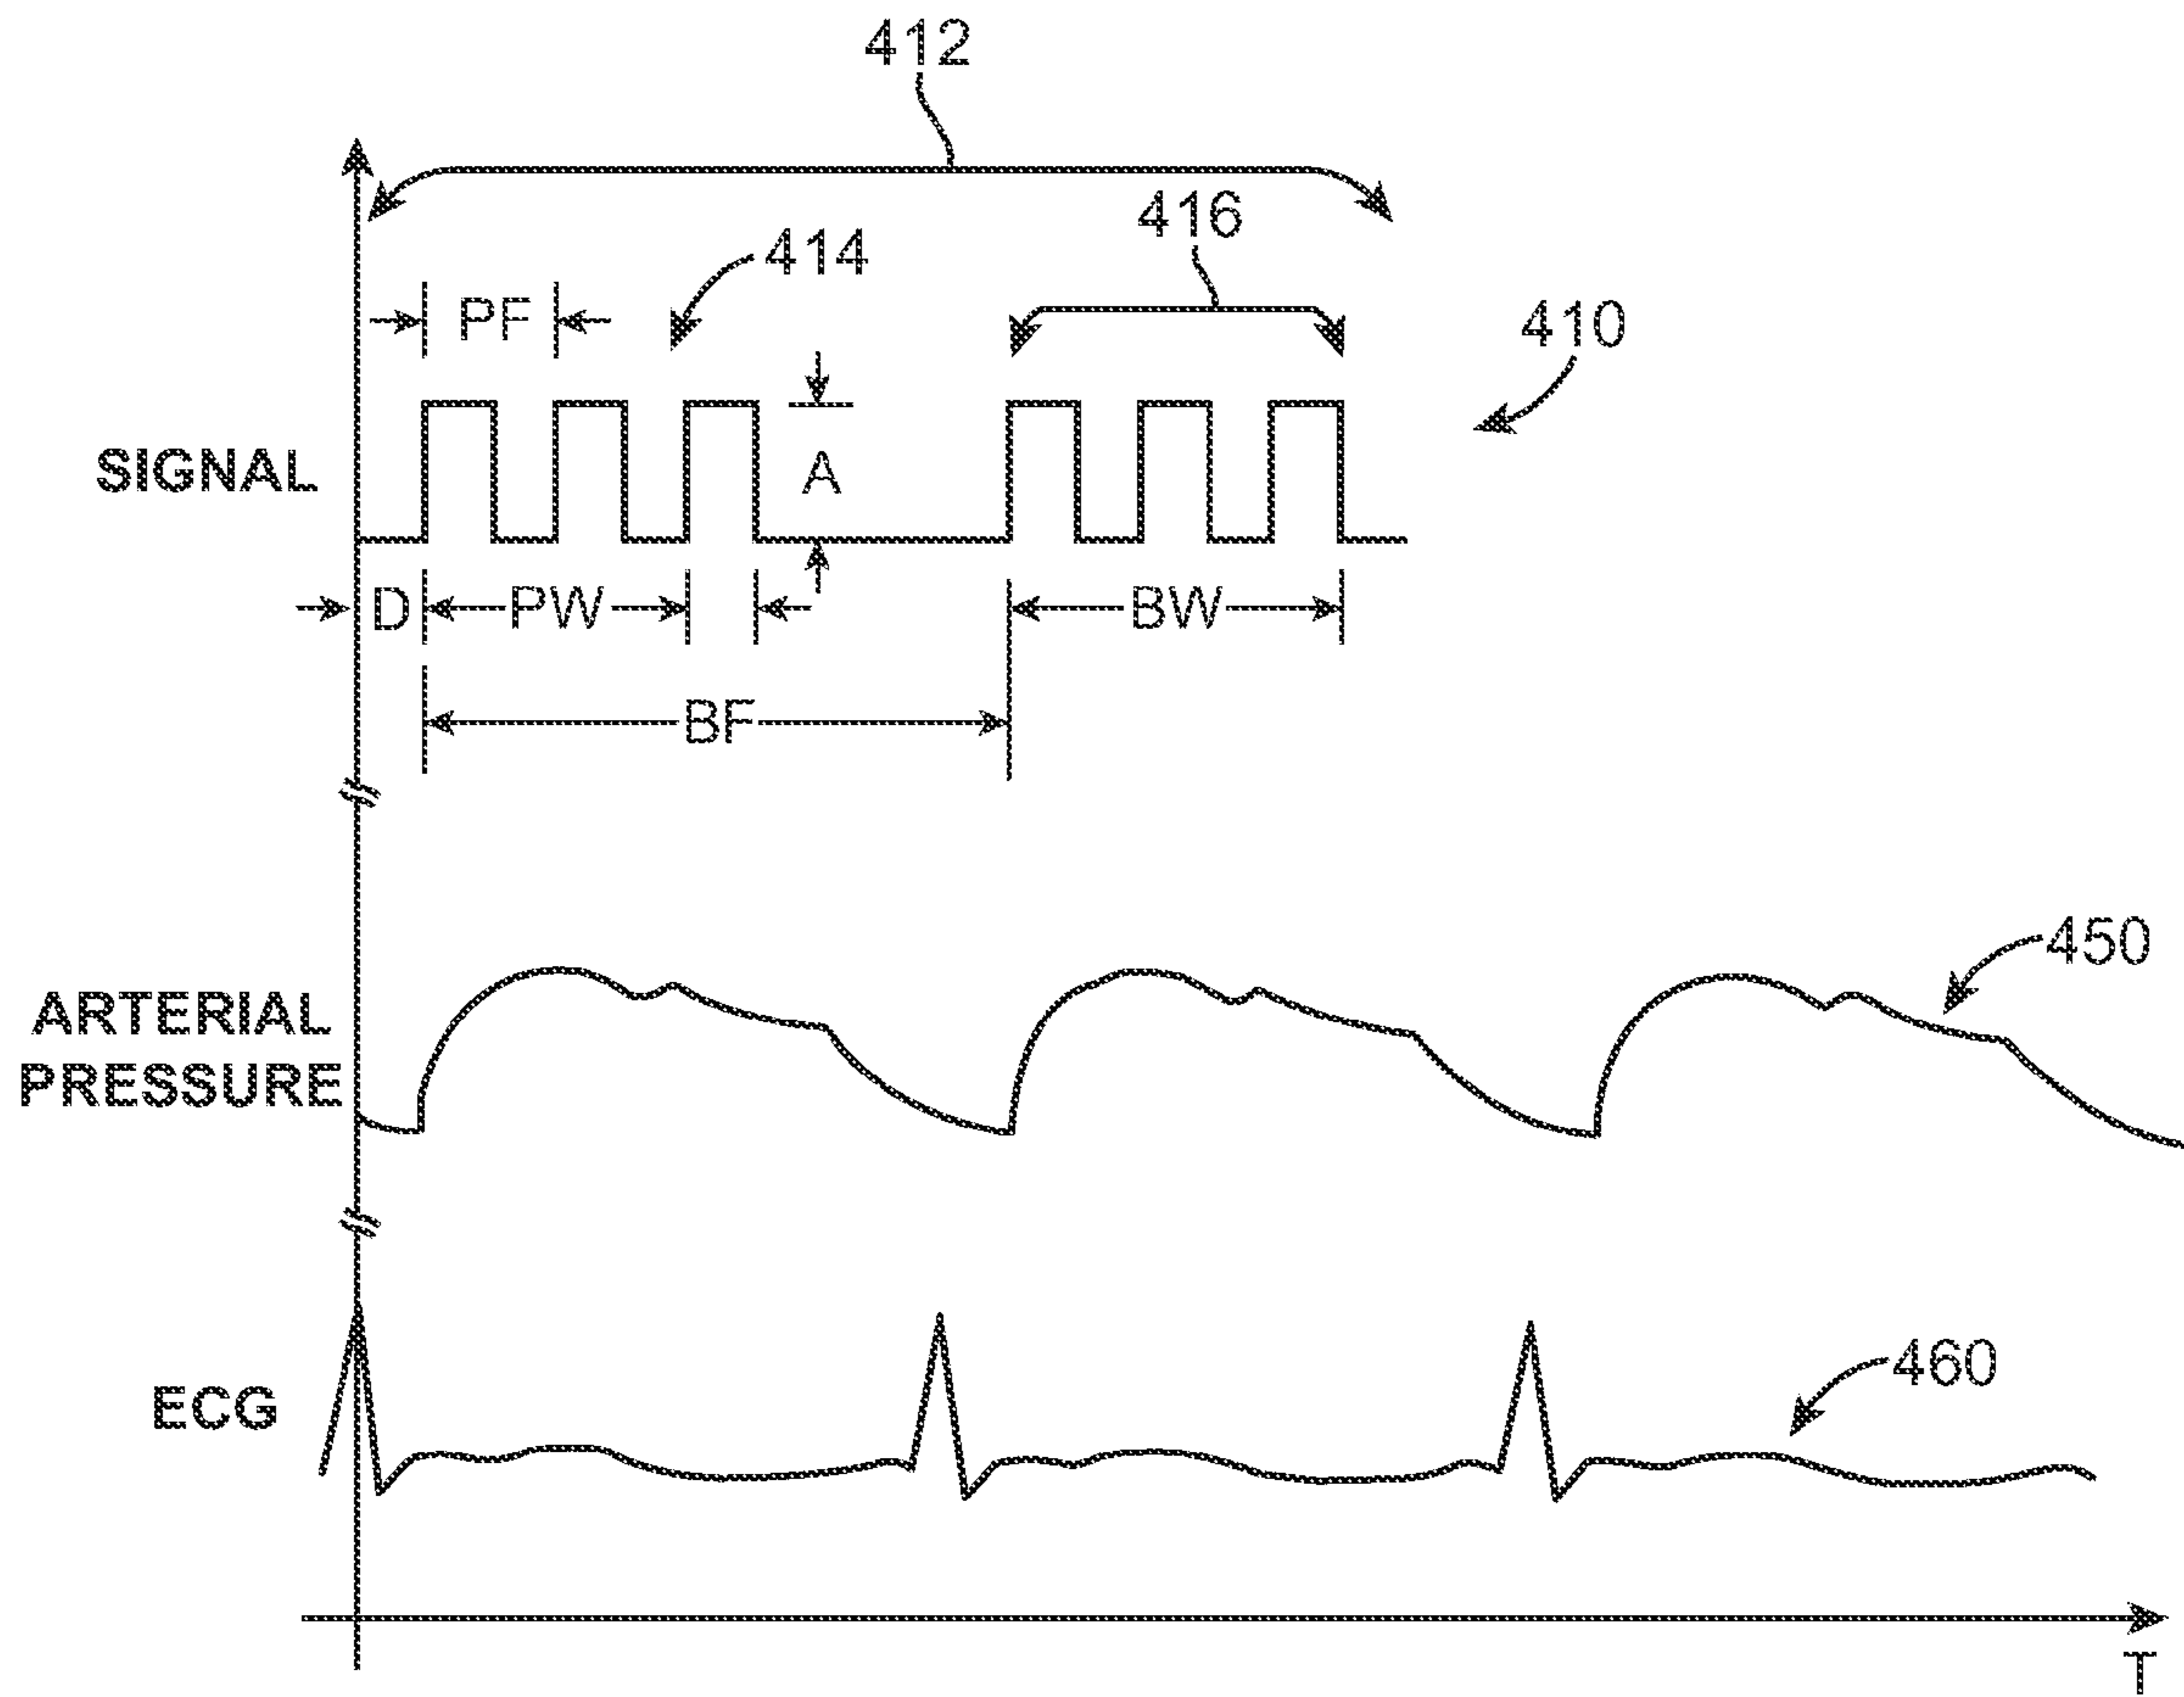 412
416
414
PF
410
SIGNAL
A
D
PW
BW
BF
450
ARTERIAL
PRESSURE
460
ECG
T